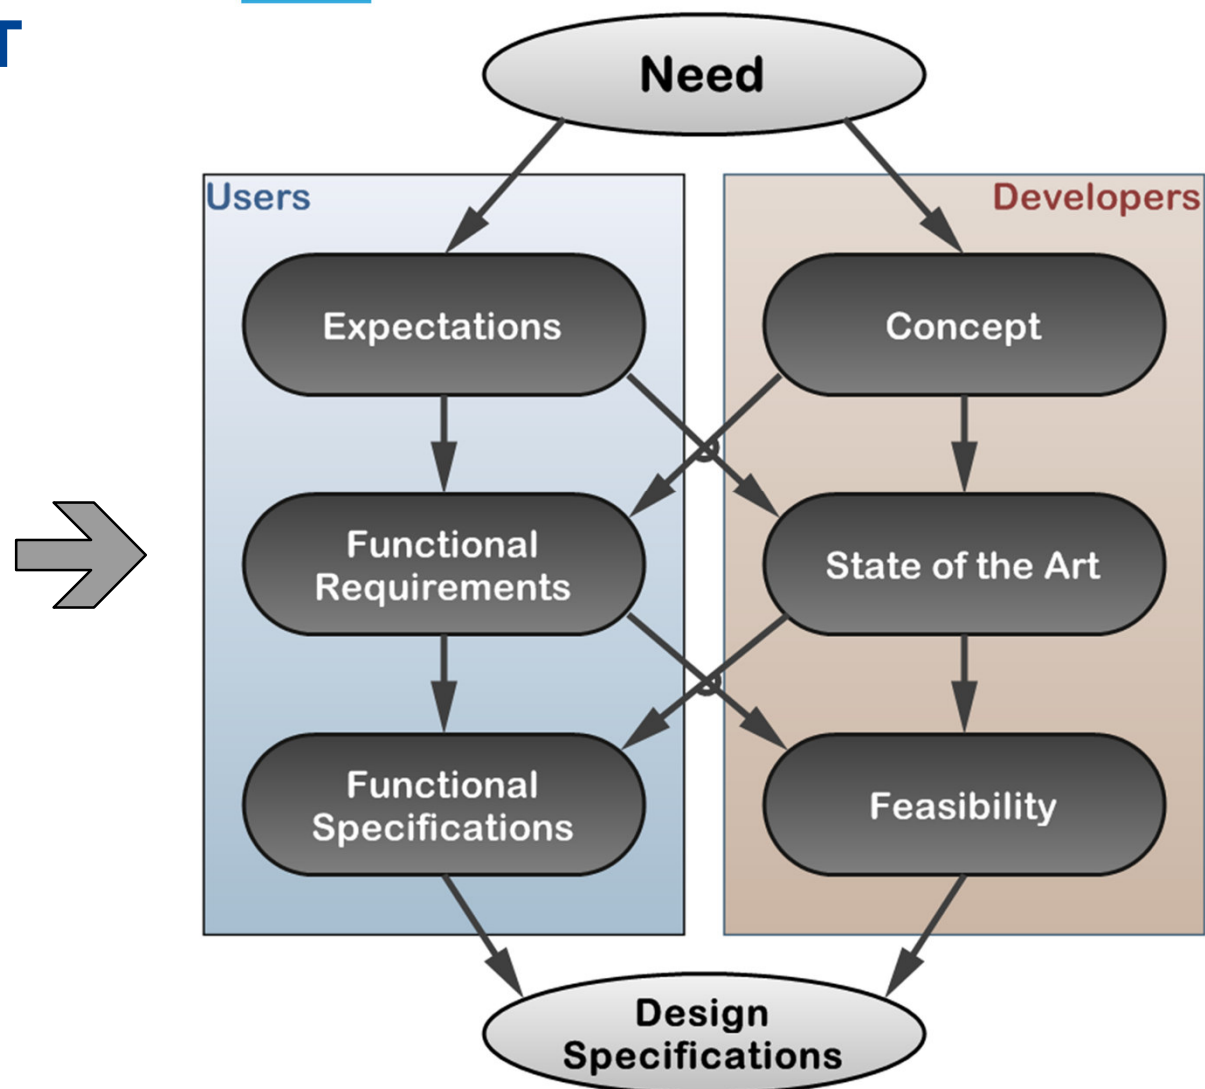 T
Need
Users
Developers
Expectations
Concept
Functional
Requirements
State of the Art
Functional
Specifications
Feasibility
Design
Specifications